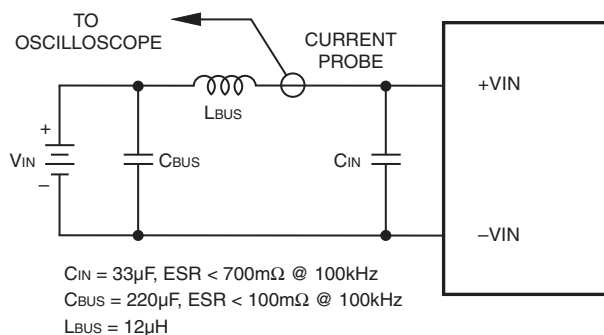 TO
OSCILLOSCOPE
CURRENT
PROBE
+VIN
LBUS
+
VIN
–
CBUS
CIN
–VIN
CIN = 33µF, ESR < 700mΩ @ 100kHz
CBUS = 220µF, ESR < 100mΩ @ 100kHz
LBUS = 12µH